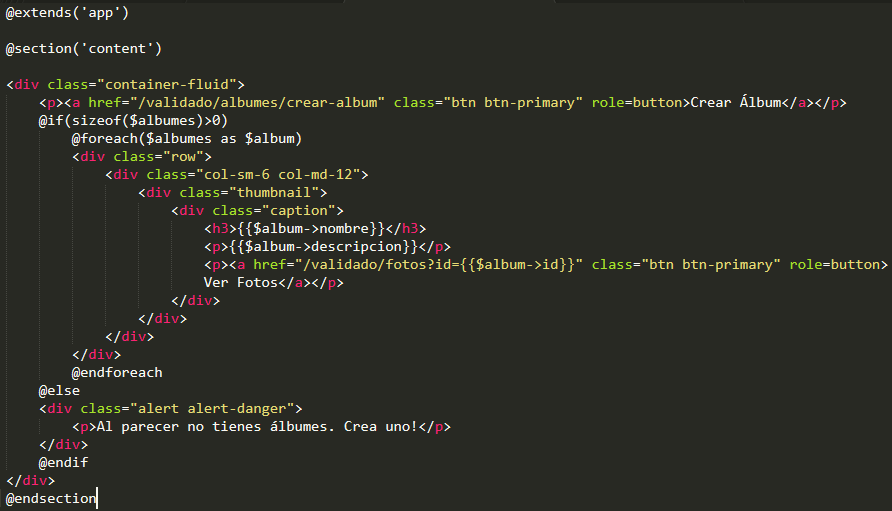 @extends('app')
@section('content')
<div class="container-fluid">
<p><a href="/validado/albumes/crear-album" class="btn btn-primary" role=button>Crear Álbum</a></p>
@if(sizeof($albumes)>0)
@foreach($albumes as $album)
<div class="row">
<div class="col-sm-6 col-md-12">
<div class="thumbnail">
<div class="caption">
<h3>{{$album->nombre}}</h3>
<p>{{$album->descripcion}}</p>
<p><a href="/validado/fotos?id={{$album->id}}" class="btn btn-primary" role=button>
Ver Fotos</a></p>
</div>
</div>
</div>
</div>
@endforeach
@else
<div class="alert alert-danger">
<p>Al parecer no tienes álbumes. Crea uno!</p>
</div>
@endif
</div>
@endsection